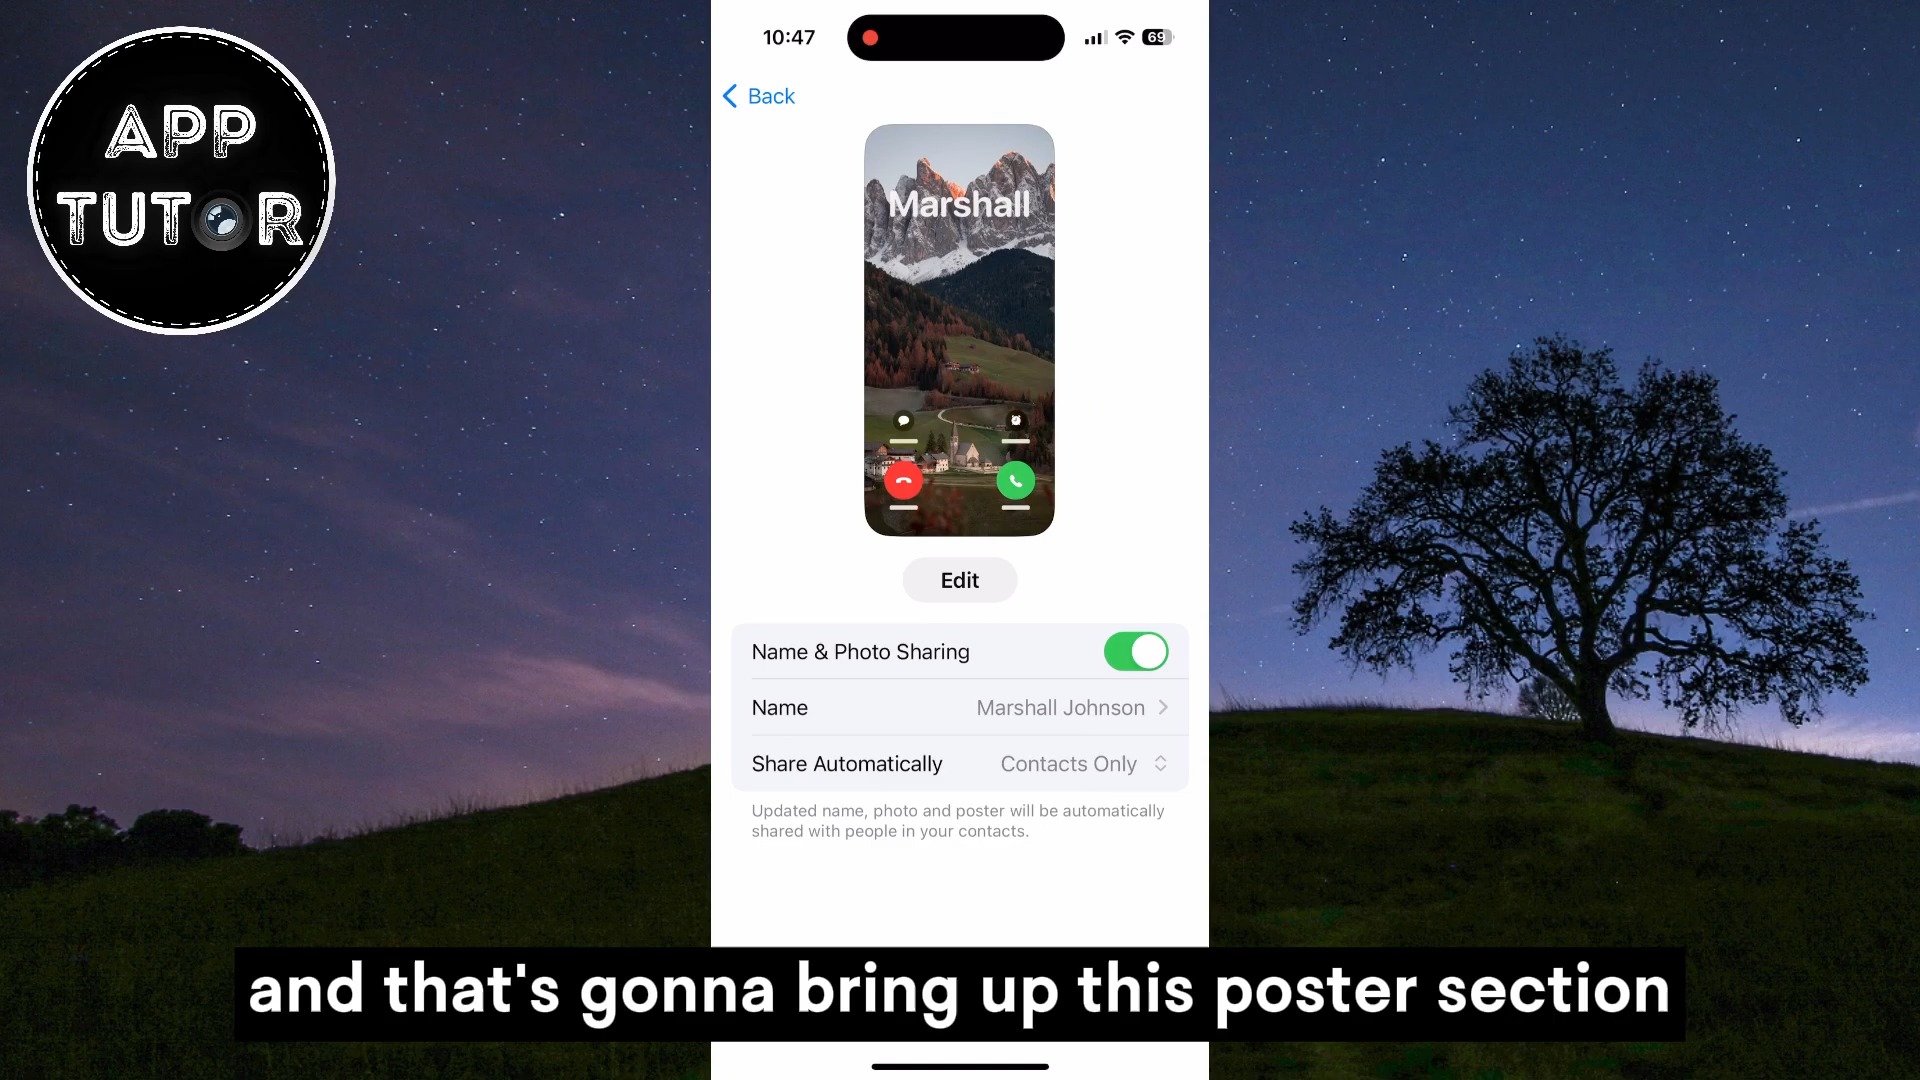 APP
TUTOR
10:47
69
Back
Marshall
Edit
Name & Photo Sharing
Name Marshall Johnson
Share Automatically Contacts Only
Updated name, photo and poster will be automatically
shared with people in your contacts.
and that's gonna bring up this poster section